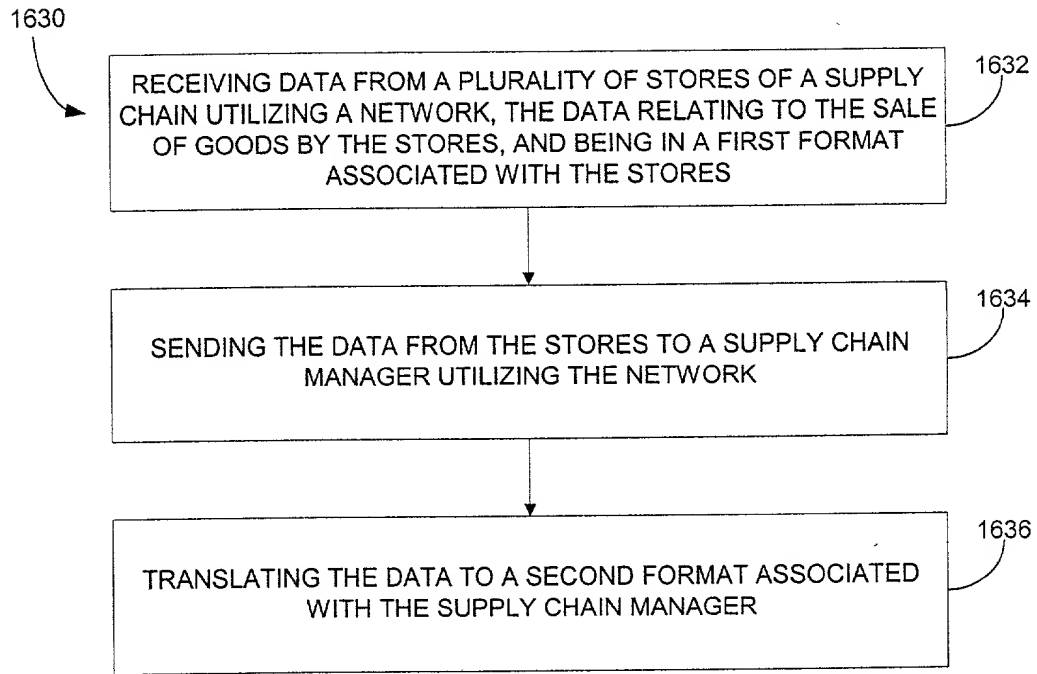 1630
1632
RECEIVING DATA FROM A PLURALITY OF STORES OF A SUPPLY
CHAIN UTILIZING A NETWORK, THE DATA RELATING TO THE SALE
OF GOODS BY THE STORES, AND BEING IN A FIRST FORMAT
ASSOCIATED WITH THE STORES
1634
SENDING THE DATA FROM THE STORES TO A SUPPLY CHAIN
MANAGER UTILIZING THE NETWORK
1636
TRANSLATING THE DATA TO A SECOND FORMAT ASSOCIATED
WITH THE SUPPLY CHAIN MANAGER